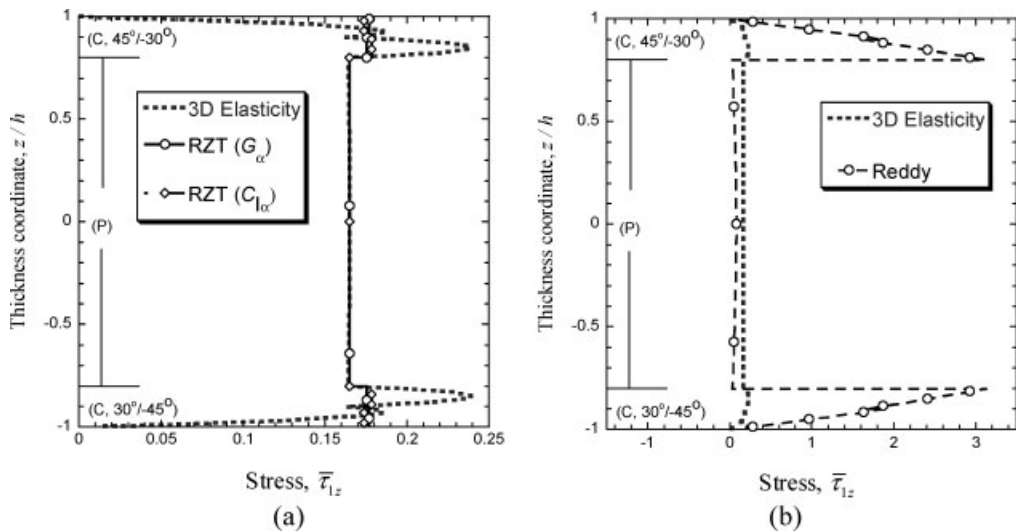 1
0.5
0
-0.5
-1
Thickness coordinate, z / h
(C, 45°/-30°)
(P)
(C, 30°/-45°)
3D Elasticity
RZT (Gα)
RZT (C|α)
0
0.05
0.1
0.15
0.2
0.25
Stress, τ̅1z
(a)
1
0.5
0
-0.5
-1
Thickness coordinate, z / h
(C, 45°/-30°)
(P)
(C, 30°/-45°)
3D Elasticity
Reddy
-1
0
1
2
3
Stress, τ̅1z
(b)